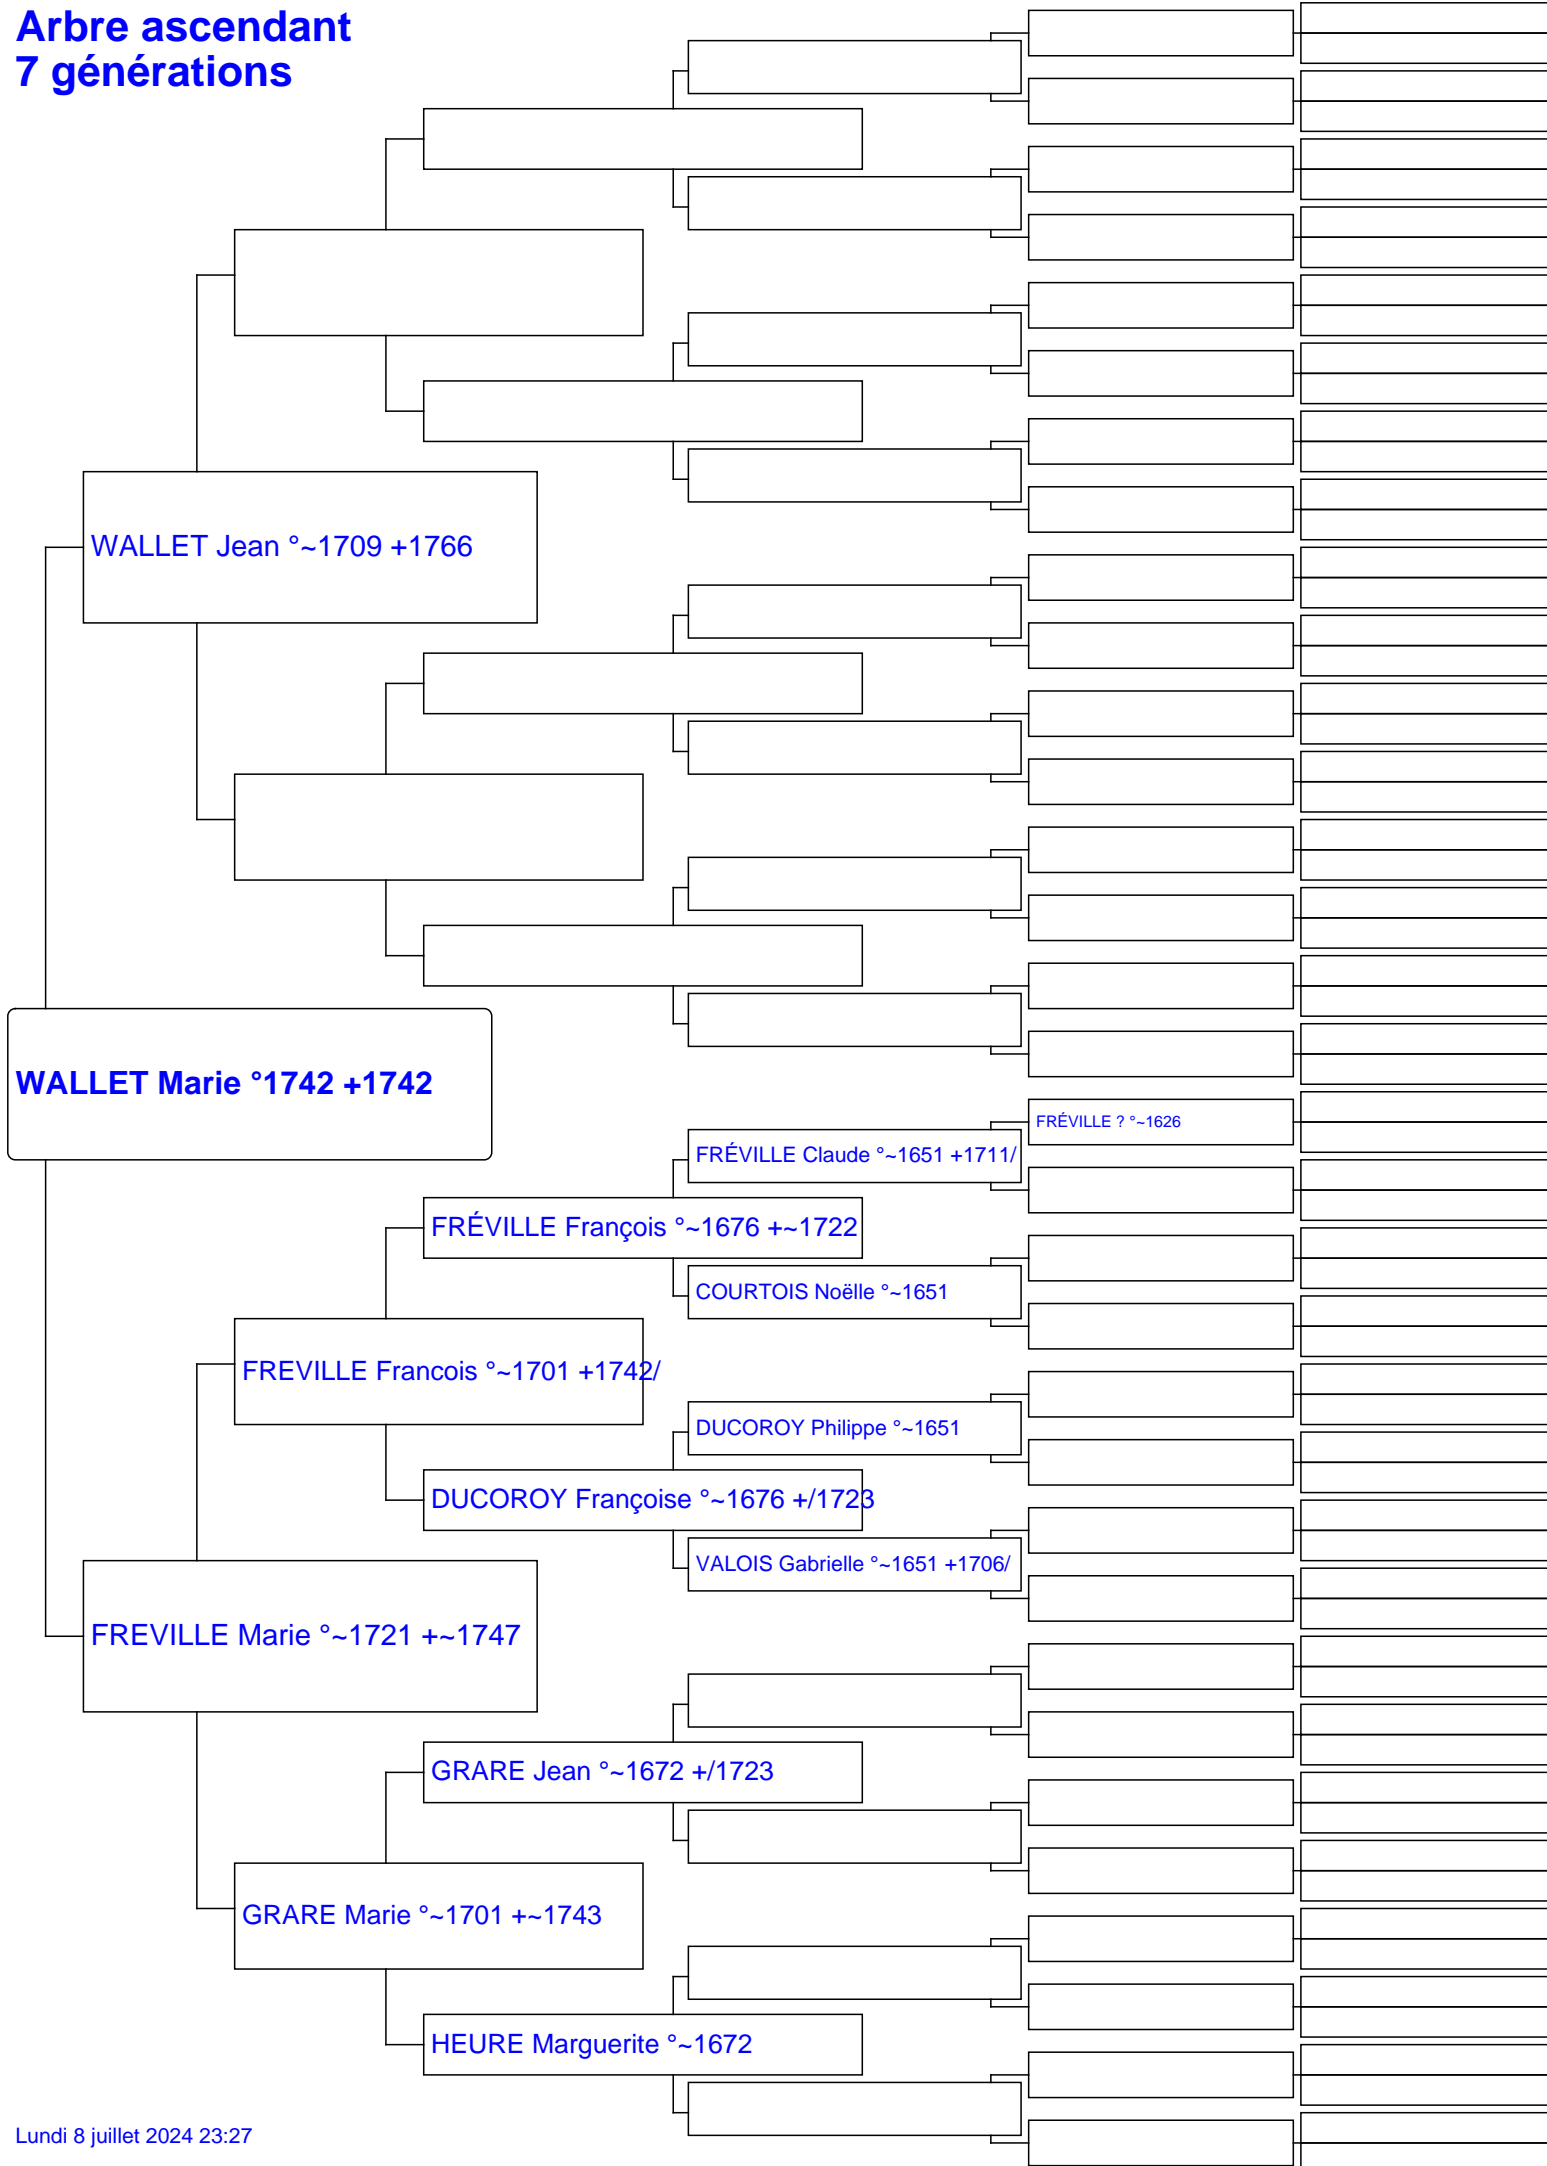 Arbre ascendant
7 générations
WALLET Jean °~1709 +1766
WALLET Marie °1742 +1742
FRÉVILLE ? °~1626
FRÉVILLE Claude °~1651 +1711/
FRÉVILLE François °~1676 +~1722
COURTOIS Noëlle °~1651
FREVILLE Francois °~1701 +1742/
DUCOROY Philippe °~1651
DUCOROY Françoise °~1676 +/1723
VALOIS Gabrielle °~1651 +1706/
FREVILLE Marie °~1721 +~1747
GRARE Jean °~1672 +/1723
GRARE Marie °~1701 +~1743
HEURE Marguerite °~1672
Lundi 8 juillet 2024 23:27